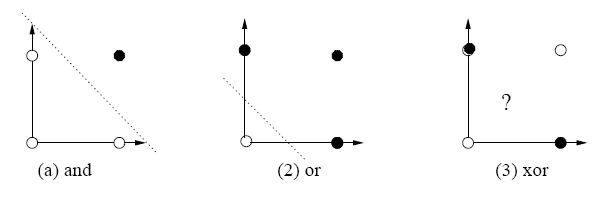 ?
(a) and
(2) or
(3) xor